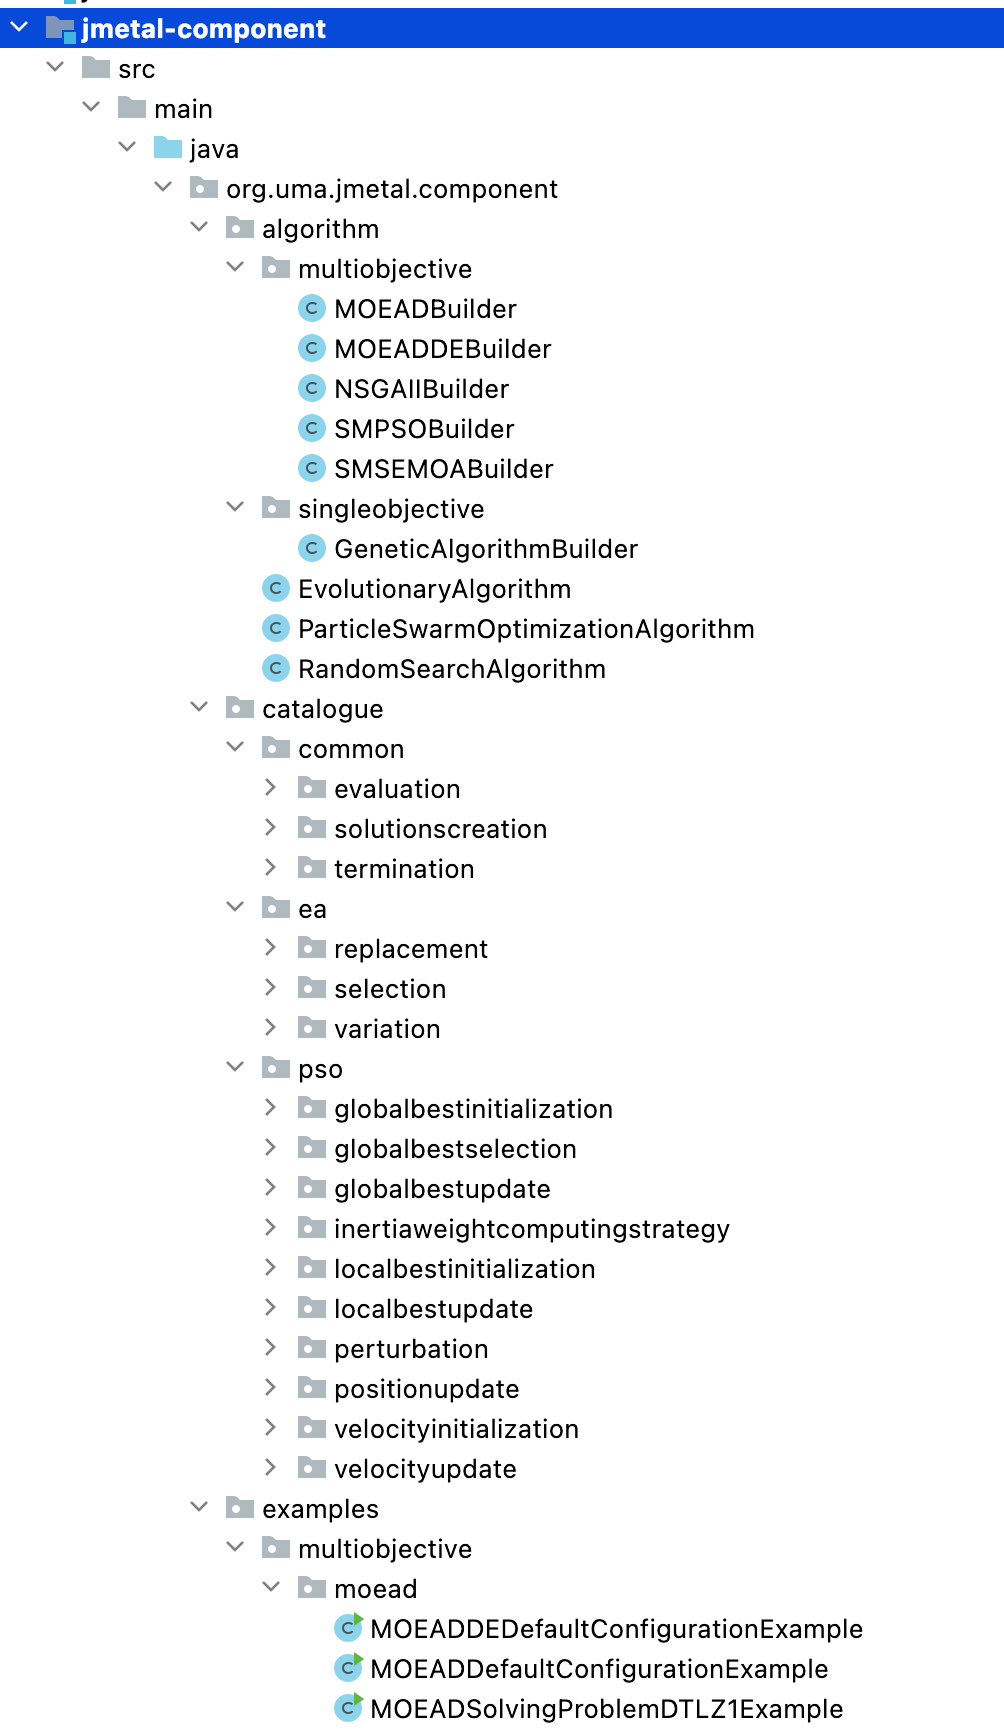 jmetal-component
src
main
java
org.uma.jmetal.component
algorithm
multiobjective
C MOEADBuilder
C MOEADDEBuilder
C NSGAIIBuilder
C SMPSOBuilder
C SMSEMOABuilder
singleobjective
C GeneticAlgorithmBuilder
C EvolutionaryAlgorithm
C ParticleSwarmOptimizationAlgorithm
C RandomSearchAlgorithm
catalogue
common
evaluation
solutionscreation
termination
ea
replacement
selection
variation
pso
globalbestinitialization
globalbestselection
globalbestupdate
inertiaweightcomputingstrategy
localbestinitialization
localbestupdate
perturbation
positionupdate
velocityinitialization
velocityupdate
examples
multiobjective
moead
C MOEADDEDefaultConfigurationExample
C MOEADDefaultConfigurationExample
C MOEADSolvingProblemDTLZ1Example